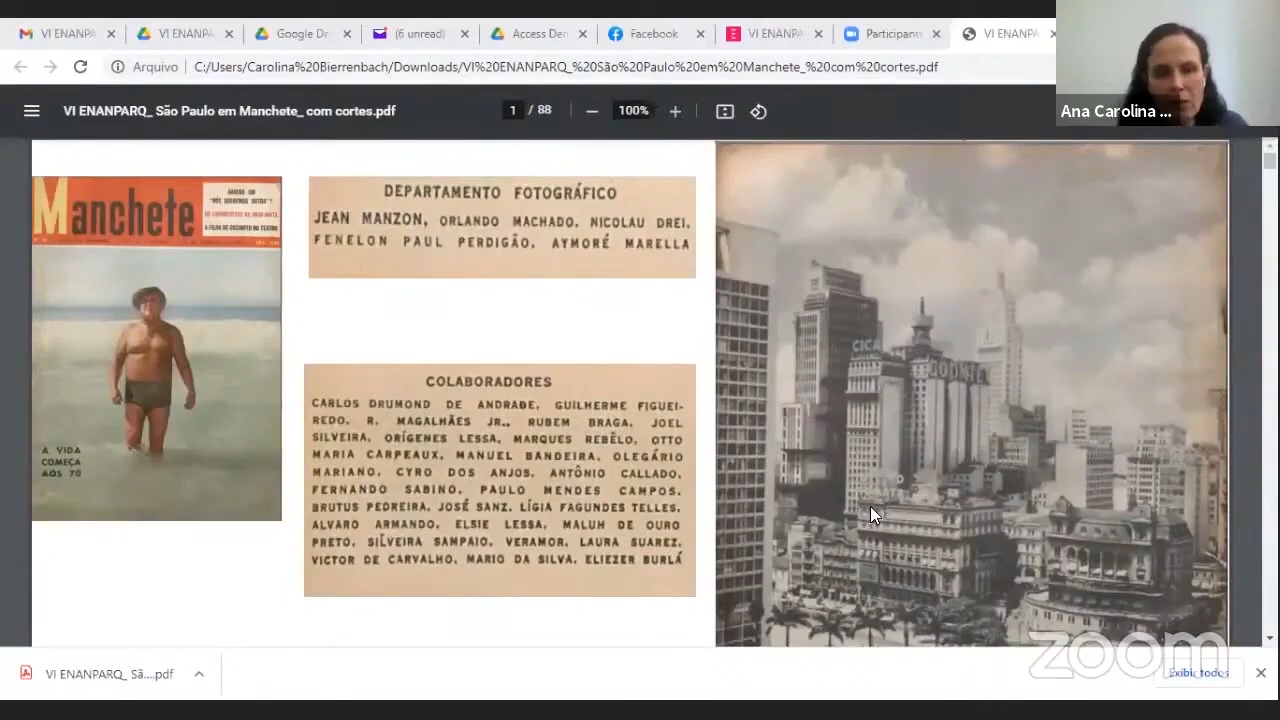 VI ENANPA
VI ENANPA
Google Dr
(6 unread)
Access Den
Facebook
VI ENANPA
Participant
VI ENANPA
Arquivo
C:/Users/Carolina%20Bierrenbach/Downloads/VI%20ENANPARQ_%20São%20Paulo%20em%20Manchete_%20com%20cortes.pdf
Ana Carolina ...
VI ENANPARQ_ São Paulo em Manchete_ com cortes.pdf
1 / 88
100%
Manchete
A VIDA
COMEÇA
AOS 70
DEPARTAMENTO FOTOGRÁFICO
JEAN MANZON, ORLANDO MACHADO, NICOLAU DREI,
FENELON PAUL PERDIGÃO, AYMORÉ MARELLA
COLABORADORES
CARLOS DRUMOND DE ANDRADE, GUILHERME FIGUEI-
REDO, R. MAGALHÃES JR., RUBEM BRAGA, JOEL
SILVEIRA, ORÍGENES LESSA, MARQUES REBÊLO, OTTO
MARIA CARPEAUX, MANUEL BANDEIRA, OLEGÁRIO
MARIANO, CYRO DOS ANJOS, ANTÔNIO CALLADO,
FERNANDO SABINO, PAULO MENDES CAMPOS,
BRUTUS PEDREIRA, JOSÉ SANZ, LÍGIA FAGUNDES TELLES,
ALVARO ARMANDO, ELSIE LESSA, MALUH DE OURO
PRETO, SILVEIRA SAMPAIO, VERAMOR, LAURA SUAREZ,
VICTOR DE CARVALHO, MARIO DA SILVA, ELIEZER BURLÁ
CICA
zoom
VI ENANPARQ_ Sã....pdf
Exibir todos